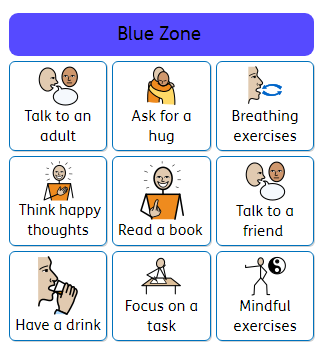 Blue Zone
Talk to an
adult
Ask for a
hug
Breathing
exercises
Think happy
thoughts
Read a book
Talk to a
friend
Have a drink
Focus on a
task
Mindful
exercises